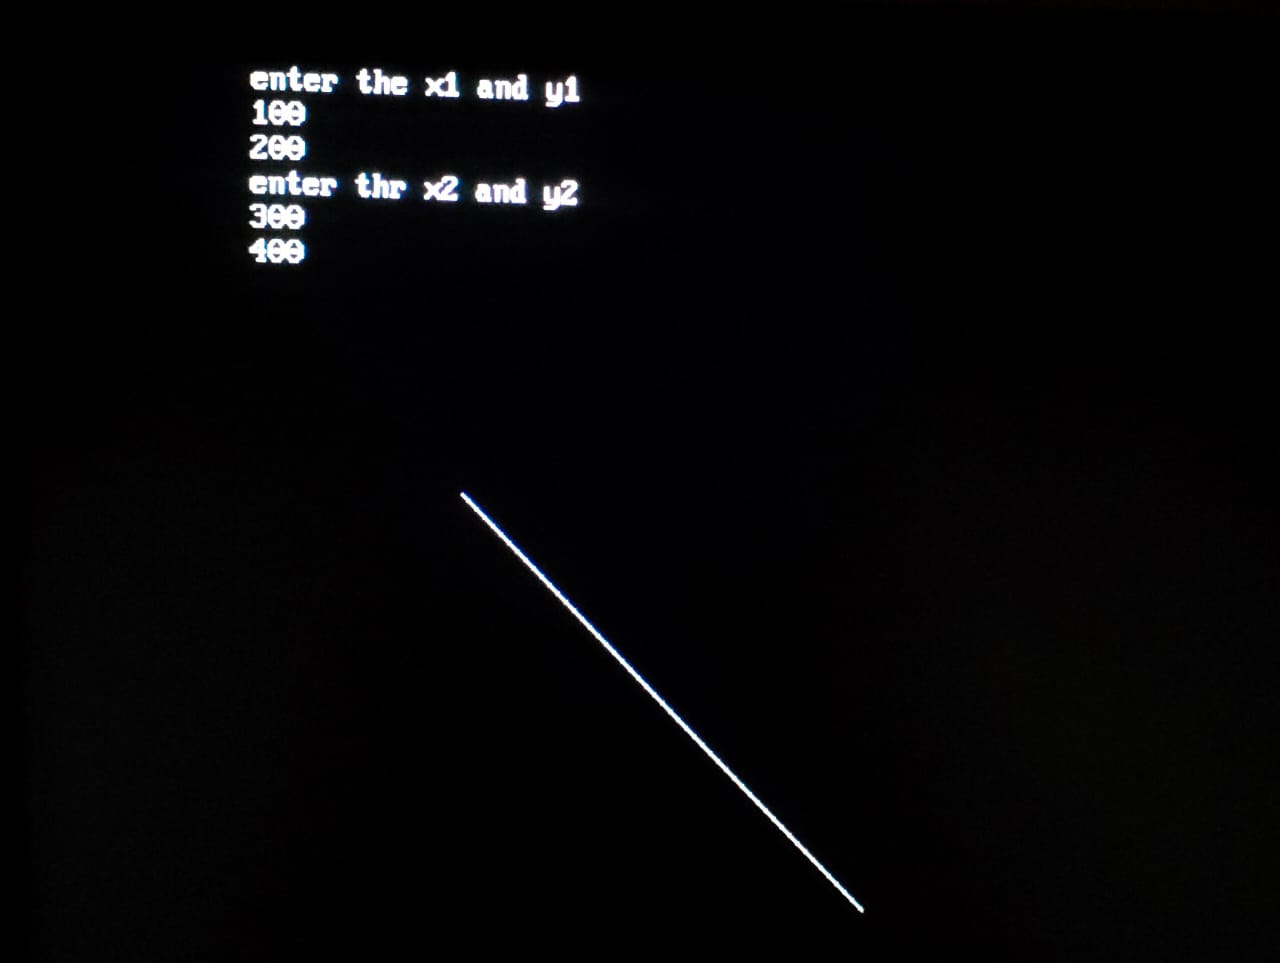 enter the x1 and y1
100
200
enter thr x2 and y2
300
400